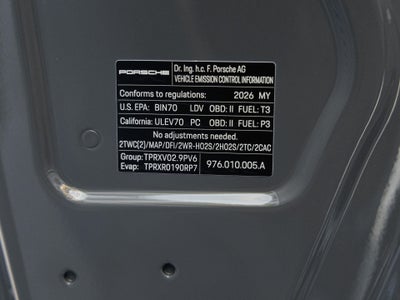 PORSCHE
Dr. Ing. h.c. F. Porsche AG
VEHICLE EMISSION CONTROL INFORMATION
Conforms to regulations: 2026 MY
U.S. EPA: BIN70 LDV OBD: II FUEL: T3
California: ULEV70 PC OBD: II FUEL: P3
No adjustments needed.
2TWC(2)/MAP/DFI/2WR-HO2S/2HO2S/2TC/2CAC
Group: TPRXV02.9PV6
Evap: TPRXR0190RP7
976.010.005.A